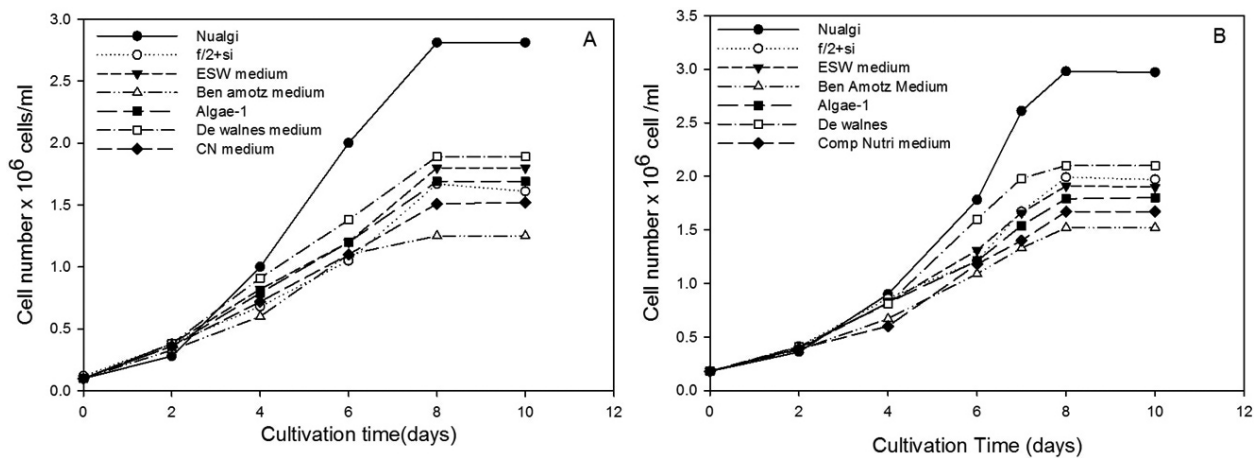 A
Nualgi
f/2+si
ESW medium
Ben amotz medium
Algae-1
De walnes medium
CN medium
Cell number x 10⁶ cells/ml
3.0
2.5
2.0
1.5
1.0
0.5
0.0
0 2 4 6 8 10 12
Cultivation time(days)
B
Nualgi
f/2+si
ESW medium
Ben Amotz Medium
Algae-1
De walnes
Comp Nutri medium
Cell number x 10⁶ cell /ml
3.5
3.0
2.5
2.0
1.5
1.0
0.5
0.0
0 2 4 6 8 10 12
Cultivation Time (days)